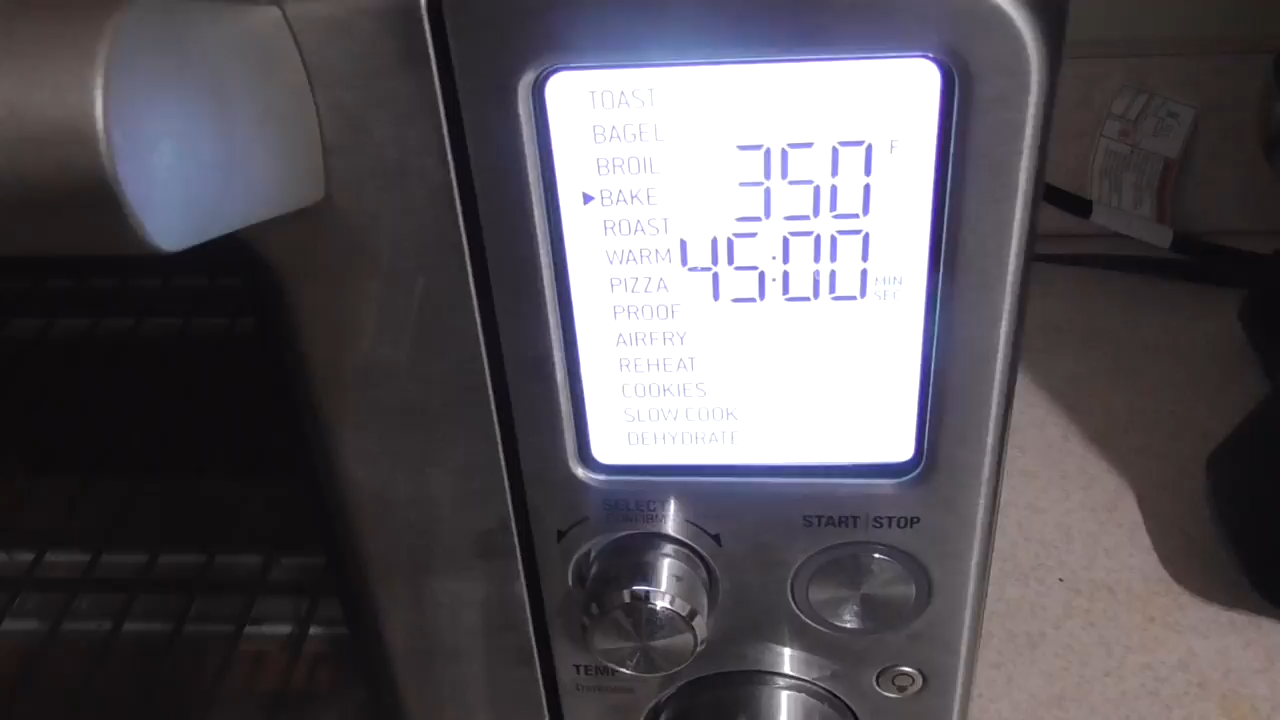 TOAST
BAGEL
BROIL
BAKE
ROAST
WARM
PIZZA
PROOF
AIRFRY
REHEAT
COOKIES
SLOW COOK
DEHYDRATE
350 F
45:00 MIN
SEC
SELECT
CONFIRM
START | STOP
TEMP
Darkness